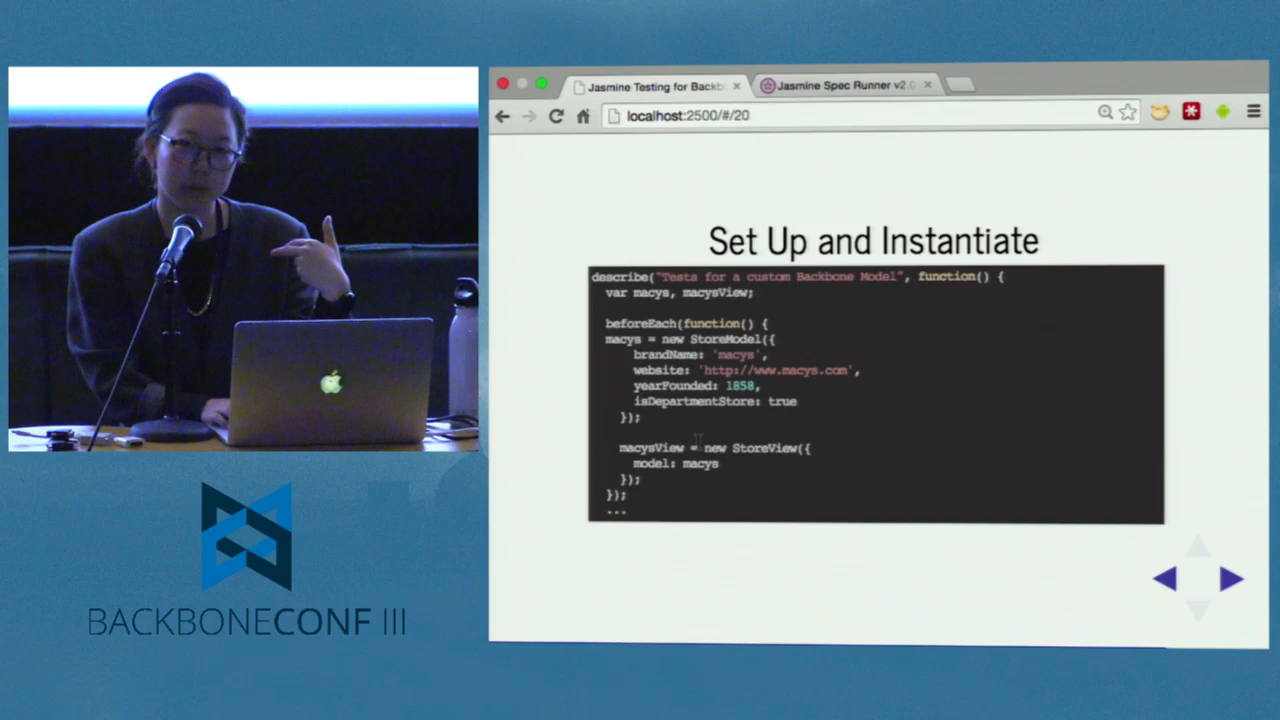 Jasmine Testing for Backb
Jasmine Spec Runner v2.0
localhost:2500/#/20
Set Up and Instantiate
describe("Tests for a custom Backbone Model", function() {
var macys, macysView;
beforeEach(function() {
macys = new StoreModel({
brandName: 'macys',
website: 'http://www.macys.com',
yearFounded: 1858,
isDepartmentStore: true
});
macysView = new StoreView({
model: macys
});
});
...
BACKBONECONF III